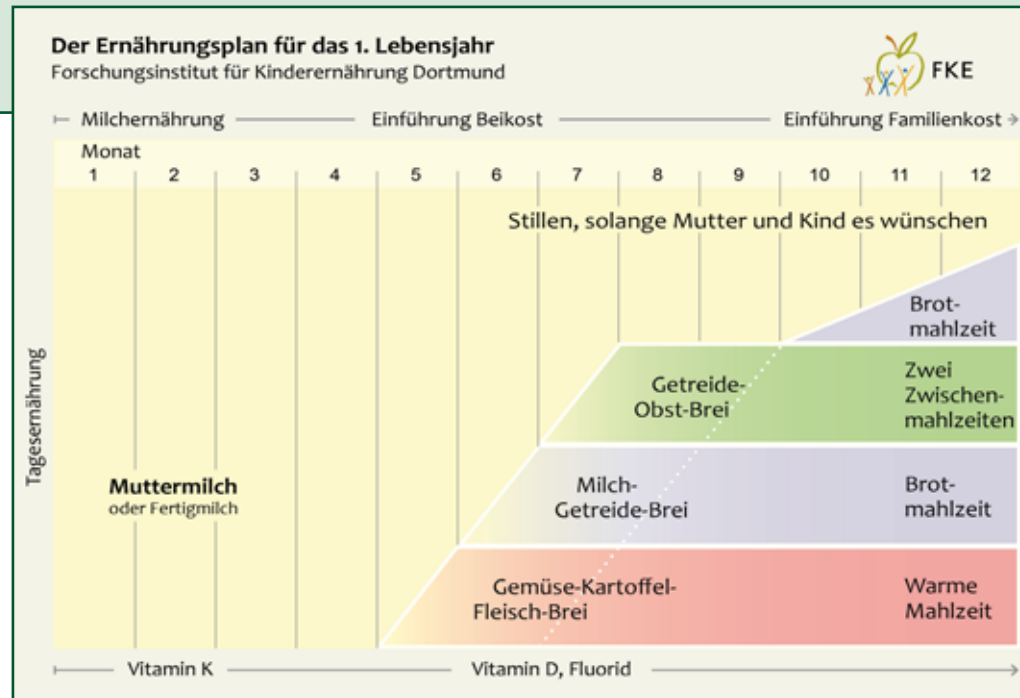 Der Ernährungsplan für das 1. Lebensjahr
Forschungsinstitut für Kinderernährung Dortmund
FKE
Milchernährung Einführung Beikost Einführung Familienkost
Monat
1 2 3 4 5 6 7 8 9 10 11 12
Stillen, solange Mutter und Kind es wünschen
Brot-
mahlzeit
Getreide-
Obst-Brei
Zwei
Zwischen-
mahlzeiten
Tagesernährung
Muttermilch
oder Fertigmilch
Milch-
Getreide-Brei
Brot-
mahlzeit
Gemüse-Kartoffel-
Fleisch-Brei
Warme
Mahlzeit
Vitamin K Vitamin D, Fluorid